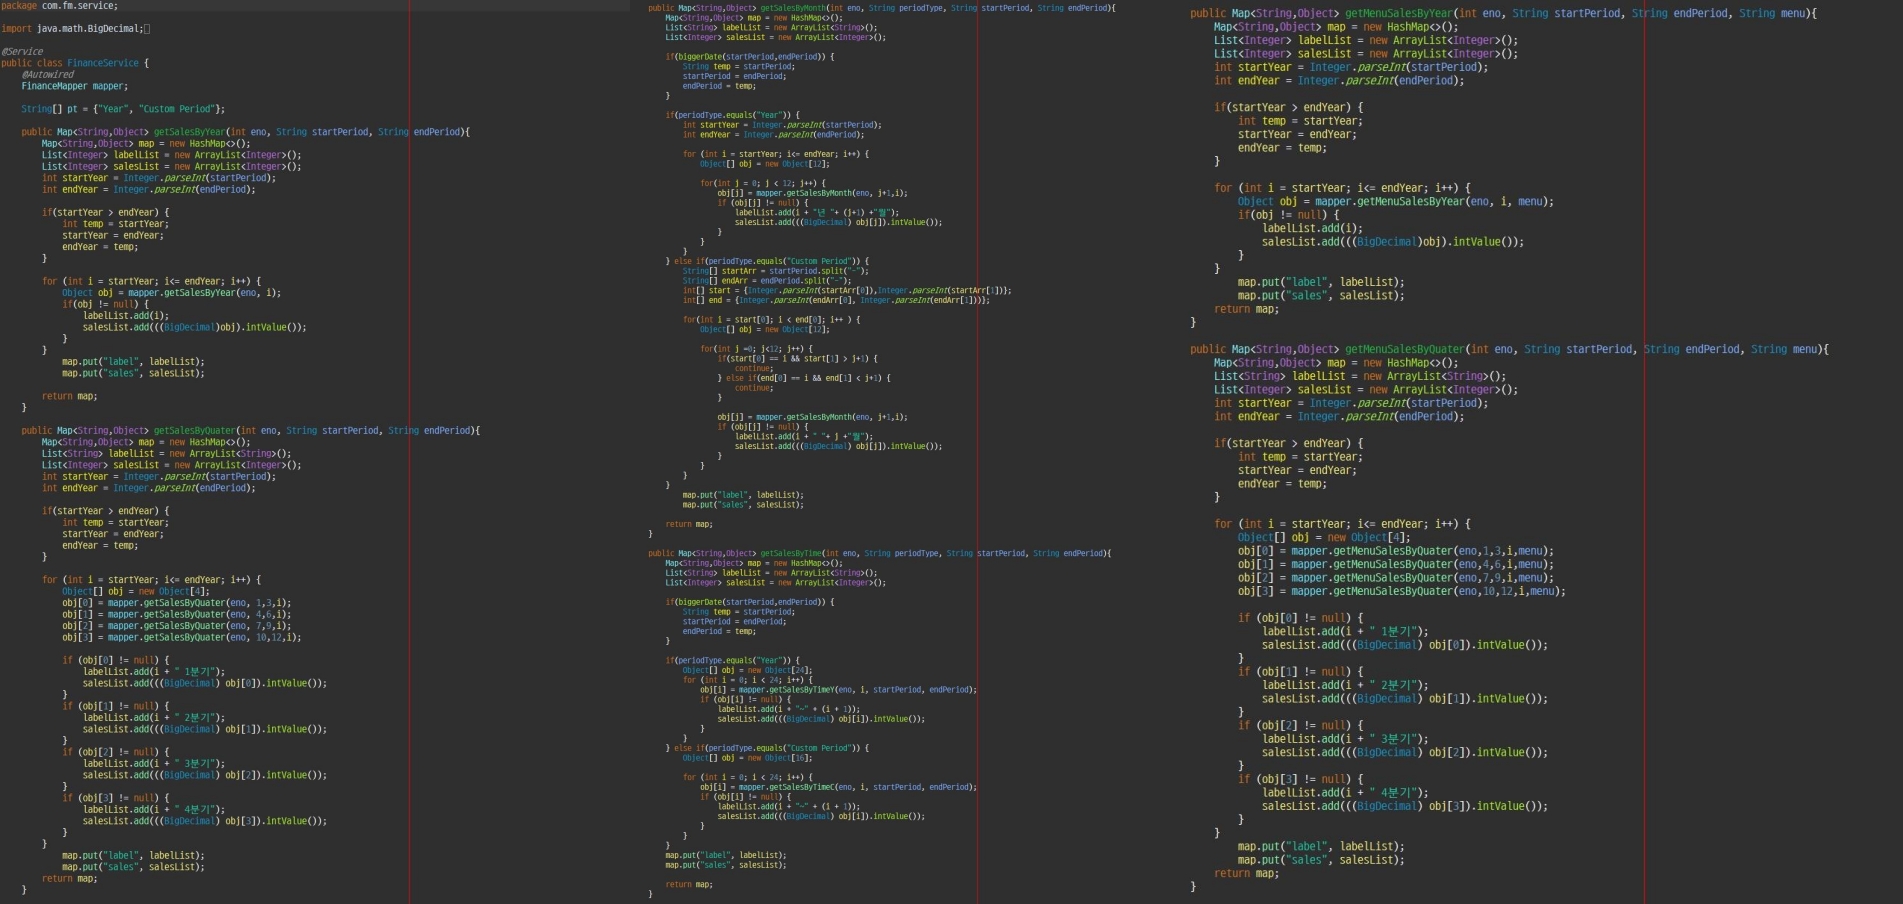 package com.fm.service;
import java.math.BigDecimal;
@Service
public class FinanceService {
@Autowired
FinanceMapper mapper;
String[] pt = {"Year", "Custom Period"};
public Map<String,Object> getSalesByYear(int eno, String startPeriod, String endPeriod){
Map<String,Object> map = new HashMap<>();
List<Integer> labelList = new ArrayList<Integer>();
List<Integer> salesList = new ArrayList<Integer>();
int startYear = Integer.parseInt(startPeriod);
int endYear = Integer.parseInt(endPeriod);
if(startYear > endYear) {
int temp = startYear;
startYear = endYear;
endYear = temp;
}
for (int i = startYear; i<= endYear; i++) {
Object obj = mapper.getSalesByYear(eno, i);
if(obj != null) {
labelList.add(i);
salesList.add(((BigDecimal)obj).intValue());
}
}
map.put("label", labelList);
map.put("sales", salesList);
return map;
}
public Map<String,Object> getSalesByQuater(int eno, String startPeriod, String endPeriod){
Map<String,Object> map = new HashMap<>();
List<String> labelList = new ArrayList<String>();
List<Integer> salesList = new ArrayList<Integer>();
int startYear = Integer.parseInt(startPeriod);
int endYear = Integer.parseInt(endPeriod);
if(startYear > endYear) {
int temp = startYear;
startYear = endYear;
endYear = temp;
}
for (int i = startYear; i<= endYear; i++) {
Object[] obj = new Object[4];
obj[0] = mapper.getSalesByQuater(eno, 1,3,i);
obj[1] = mapper.getSalesByQuater(eno, 4,6,i);
obj[2] = mapper.getSalesByQuater(eno, 7,9,i);
obj[3] = mapper.getSalesByQuater(eno, 10,12,i);
if (obj[0] != null) {
labelList.add(i + " 1분기");
salesList.add(((BigDecimal) obj[0]).intValue());
}
if (obj[1] != null) {
labelList.add(i + " 2분기");
salesList.add(((BigDecimal) obj[1]).intValue());
}
if (obj[2] != null) {
labelList.add(i + " 3분기");
salesList.add(((BigDecimal) obj[2]).intValue());
}
if (obj[3] != null) {
labelList.add(i + " 4분기");
salesList.add(((BigDecimal) obj[3]).intValue());
}
}
map.put("label", labelList);
map.put("sales", salesList);
return map;
}
public Map<String,Object> getSalesByMonth(int eno, String periodType, String startPeriod, String endPeriod){
Map<String,Object> map = new HashMap<>();
List<String> labelList = new ArrayList<String>();
List<Integer> salesList = new ArrayList<Integer>();
if(biggerDate(startPeriod,endPeriod)) {
String temp = startPeriod;
startPeriod = endPeriod;
endPeriod = temp;
}
if(periodType.equals("Year")) {
int startYear = Integer.parseInt(startPeriod);
int endYear = Integer.parseInt(endPeriod);
for (int i = startYear; i<= endYear; i++) {
Object[] obj = new Object[12];
for(int j = 0; j < 12; j++) {
obj[j] = mapper.getSalesByMonth(eno, j+1,i);
if (obj[j] != null) {
labelList.add(i + "년 "+ (j+1) +"월");
salesList.add(((BigDecimal) obj[j]).intValue());
}
}
}
} else if(periodType.equals("Custom Period")) {
String[] startArr = startPeriod.split("-");
String[] endArr = endPeriod.split("-");
int[] start = {Integer.parseInt(startArr[0]),Integer.parseInt(startArr[1])};
int[] end = {Integer.parseInt(endArr[0], Integer.parseInt(endArr[1]))};
for(int i = start[0]; i < end[0]; i++ ) {
Object[] obj = new Object[12];
for(int j =0; j<12; j++) {
if(start[0] == i && start[1] > j+1) {
continue;
} else if(end[0] == i && end[1] < j+1) {
continue;
}
obj[j] = mapper.getSalesByMonth(eno, j+1,i);
if (obj[j] != null) {
labelList.add(i + " "+ j +"월");
salesList.add(((BigDecimal) obj[j]).intValue());
}
}
}
}
map.put("label", labelList);
map.put("sales", salesList);
return map;
}
public Map<String,Object> getSalesByTime(int eno, String periodType, String startPeriod, String endPeriod){
Map<String,Object> map = new HashMap<>();
List<String> labelList = new ArrayList<String>();
List<Integer> salesList = new ArrayList<Integer>();
if(biggerDate(startPeriod,endPeriod)) {
String temp = startPeriod;
startPeriod = endPeriod;
endPeriod = temp;
}
if(periodType.equals("Year")) {
Object[] obj = new Object[24];
for (int i = 0; i < 24; i++) {
obj[i] = mapper.getSalesByTimeY(eno, i, startPeriod, endPeriod);
if (obj[i] != null) {
labelList.add(i + "~" + (i + 1));
salesList.add(((BigDecimal) obj[i]).intValue());
}
}
} else if(periodType.equals("Custom Period")) {
Object[] obj = new Object[16];
for (int i = 0; i < 24; i++) {
obj[i] = mapper.getSalesByTimeC(eno, i, startPeriod, endPeriod);
if (obj[i] != null) {
labelList.add(i + "~" + (i + 1));
salesList.add(((BigDecimal) obj[i]).intValue());
}
}
}
map.put("label", labelList);
map.put("sales", salesList);
return map;
}
public Map<String,Object> getMenuSalesByYear(int eno, String startPeriod, String endPeriod, String menu){
Map<String,Object> map = new HashMap<>();
List<Integer> labelList = new ArrayList<Integer>();
List<Integer> salesList = new ArrayList<Integer>();
int startYear = Integer.parseInt(startPeriod);
int endYear = Integer.parseInt(endPeriod);
if(startYear > endYear) {
int temp = startYear;
startYear = endYear;
endYear = temp;
}
for (int i = startYear; i<= endYear; i++) {
Object obj = mapper.getMenuSalesByYear(eno, i, menu);
if(obj != null) {
labelList.add(i);
salesList.add(((BigDecimal)obj).intValue());
}
}
map.put("label", labelList);
map.put("sales", salesList);
return map;
}
public Map<String,Object> getMenuSalesByQuater(int eno, String startPeriod, String endPeriod, String menu){
Map<String,Object> map = new HashMap<>();
List<String> labelList = new ArrayList<String>();
List<Integer> salesList = new ArrayList<Integer>();
int startYear = Integer.parseInt(startPeriod);
int endYear = Integer.parseInt(endPeriod);
if(startYear > endYear) {
int temp = startYear;
startYear = endYear;
endYear = temp;
}
for (int i = startYear; i<= endYear; i++) {
Object[] obj = new Object[4];
obj[0] = mapper.getMenuSalesByQuater(eno,1,3,i,menu);
obj[1] = mapper.getMenuSalesByQuater(eno,4,6,i,menu);
obj[2] = mapper.getMenuSalesByQuater(eno,7,9,i,menu);
obj[3] = mapper.getMenuSalesByQuater(eno,10,12,i,menu);
if (obj[0] != null) {
labelList.add(i + " 1분기");
salesList.add(((BigDecimal) obj[0]).intValue());
}
if (obj[1] != null) {
labelList.add(i + " 2분기");
salesList.add(((BigDecimal) obj[1]).intValue());
}
if (obj[2] != null) {
labelList.add(i + " 3분기");
salesList.add(((BigDecimal) obj[2]).intValue());
}
if (obj[3] != null) {
labelList.add(i + " 4분기");
salesList.add(((BigDecimal) obj[3]).intValue());
}
}
map.put("label", labelList);
map.put("sales", salesList);
return map;
}